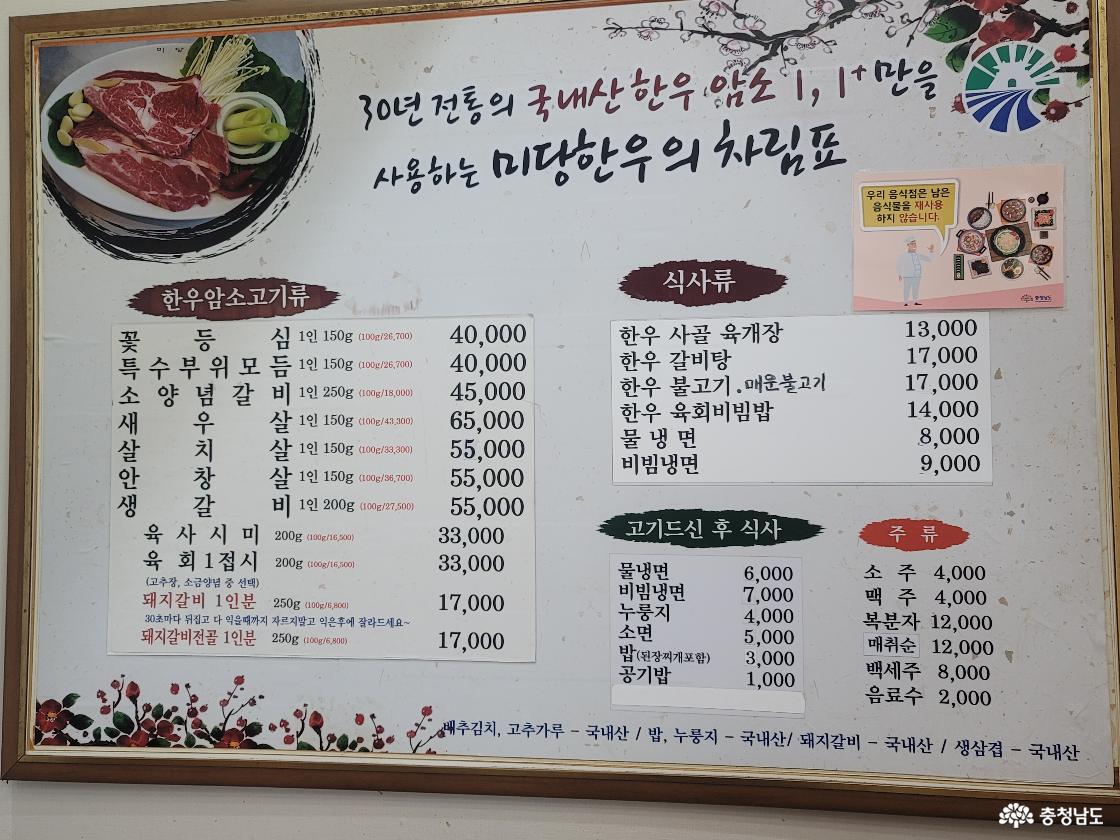 미당
30년 전통의 국내산 한우 암소 1, 1+만을
사용하는 미당한우의 차림표
우리 음식점은 남은
음식물을 재사용
하지 않습니다.
충청남도
한우암소고기류
꽃등심 1인 150g (100g/26,700) 40,000
특수부위모듬 1인 150g (100g/26,700) 40,000
소양념갈비 1인 250g (100g/18,000) 45,000
새우살 1인 150g (100g/43,300) 65,000
살치살 1인 150g (100g/33,300) 55,000
안창살 1인 150g (100g/36,700) 55,000
생갈비 1인 200g (100g/27,500) 55,000
육사시미 200g (100g/16,500) 33,000
육회1접시 200g (100g/16,500) 33,000
(고추장, 소금양념 중 선택)
돼지갈비 1인분 250g (100g/6,800) 17,000
30초마다 뒤집고 다 익을때까지 자르지말고 익은후에 잘라드세요~
돼지갈비전골 1인분 250g (100g/6,800) 17,000
식사류
한우 사골 육개장 13,000
한우 갈비탕 17,000
한우 불고기.매운불고기 17,000
한우 육회비빔밥 14,000
물냉면 8,000
비빔냉면 9,000
고기드신 후 식사
물냉면 6,000
비빔냉면 7,000
누룽지 4,000
소면 5,000
밥(된장찌개포함) 3,000
공기밥 1,000
주류
소주 4,000
맥주 4,000
복분자 12,000
매취순 12,000
백세주 8,000
음료수 2,000
배추김치, 고추가루 - 국내산 / 밥, 누룽지 - 국내산/ 돼지갈비 - 국내산 / 생삼겹 - 국내산
충청남도